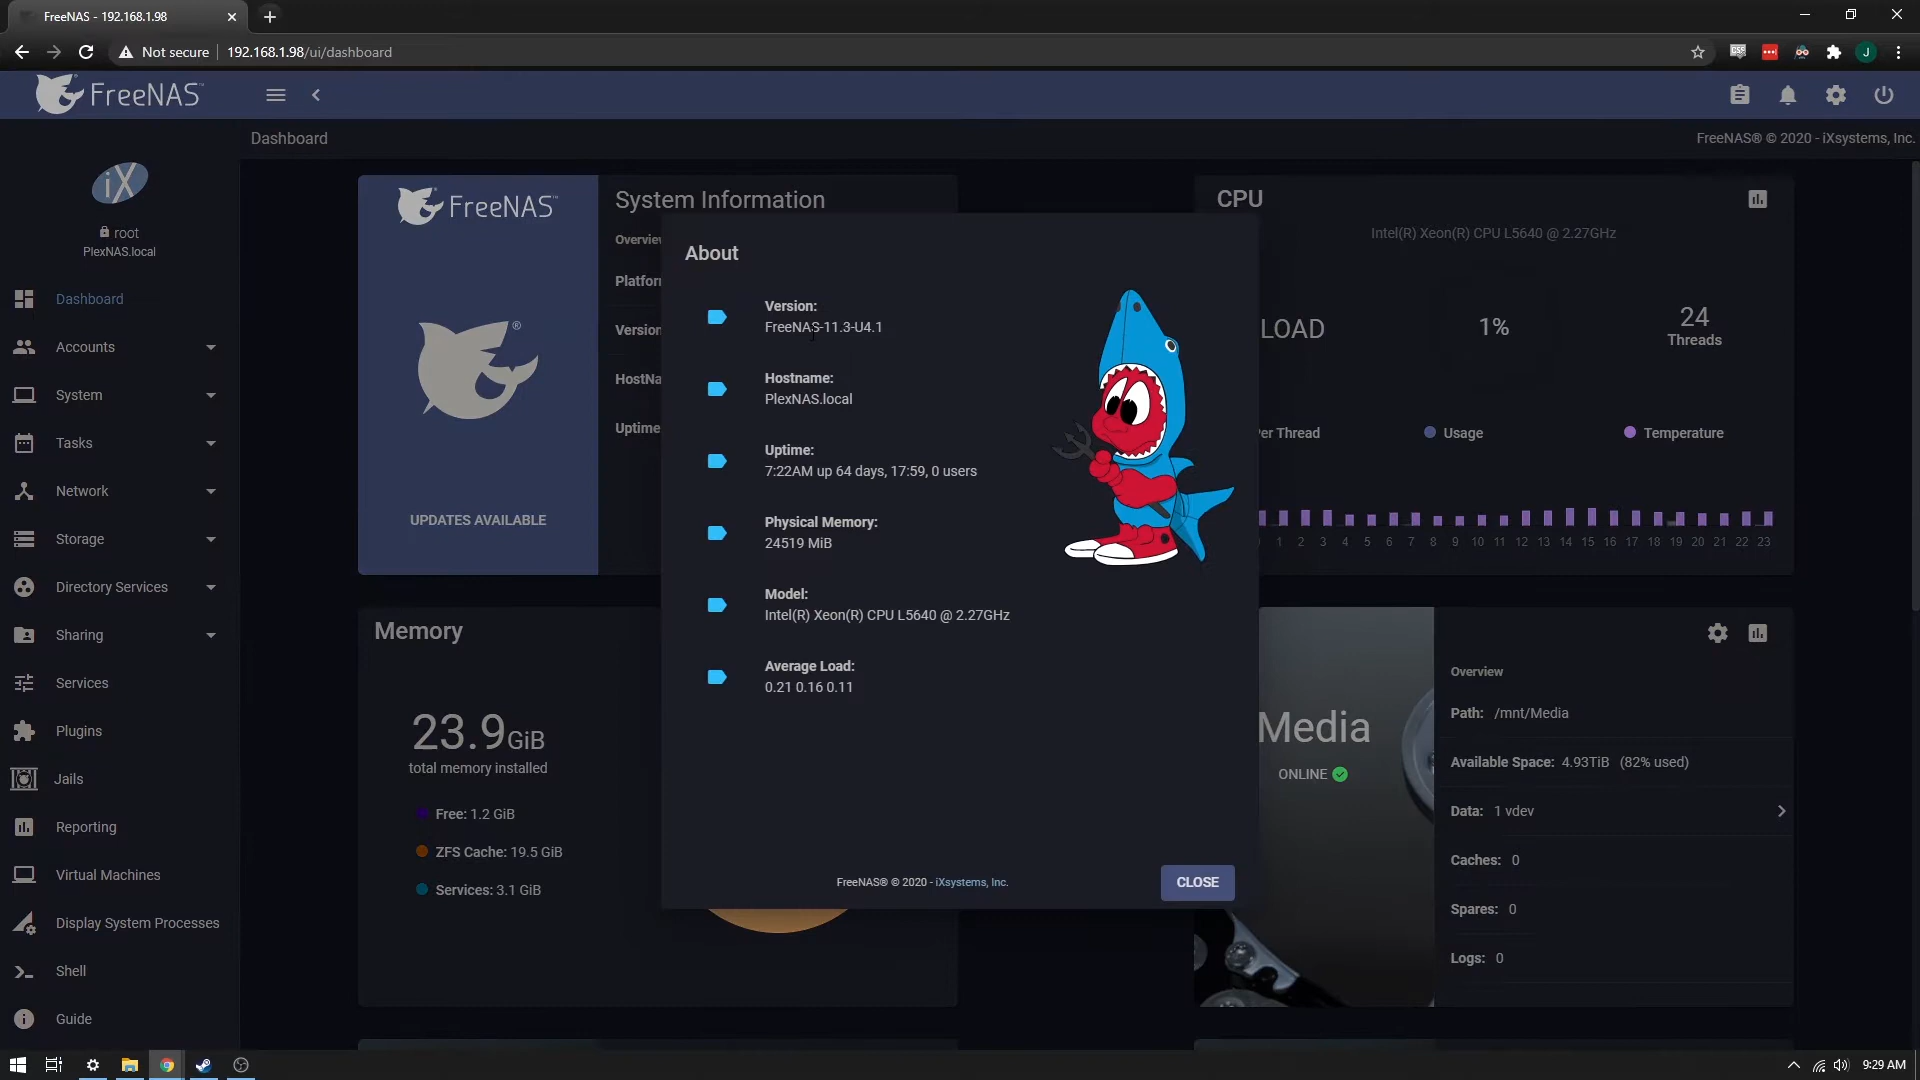 FreeNAS - 192.168.1.98
Not secure
192.168.1.98/ui/dashboard
J
FreeNAS™
Dashboard
FreeNAS® © 2020 - iXsystems, Inc.
iX
root
PlexNAS.local
Dashboard
Accounts
System
Tasks
Network
Storage
Directory Services
Sharing
Services
Plugins
Jails
Reporting
Virtual Machines
Display System Processes
Shell
Guide
FreeNAS™
®
UPDATES AVAILABLE
System Information
Overview
Platfor
Version
HostNa
Uptime
About
Version:
FreeNAS-11.3-U4.1
Hostname:
PlexNAS.local
Uptime:
7:22AM up 64 days, 17:59, 0 users
Physical Memory:
24519 MiB
Model:
Intel(R) Xeon(R) CPU L5640 @ 2.27GHz
Average Load:
0.21 0.16 0.11
FreeNAS® © 2020 - iXsystems, Inc.
CLOSE
CPU
Intel(R) Xeon(R) CPU L5640 @ 2.27GHz
LOAD
1%
24
Threads
er Thread
Usage
Temperature
1 2 3 4 5 6 7 8 9 10 11 12 13 14 15 16 17 18 19 20 21 22 23
Memory
23.9 GiB
total memory installed
Free: 1.2 GiB
ZFS Cache: 19.5 GiB
Services: 3.1 GiB
Media
ONLINE
Overview
Path: /mnt/Media
Available Space: 4.93TiB (82% used)
Data: 1 vdev
Caches: 0
Spares: 0
Logs: 0
9:29 AM